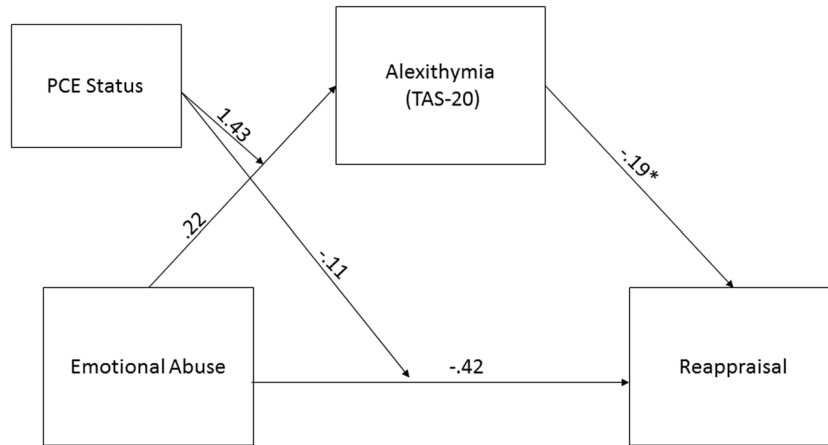 PCE Status
Alexithymia
(TAS-20)
1.43
-.19*
.22
-.11
Emotional Abuse
-.42
Reappraisal